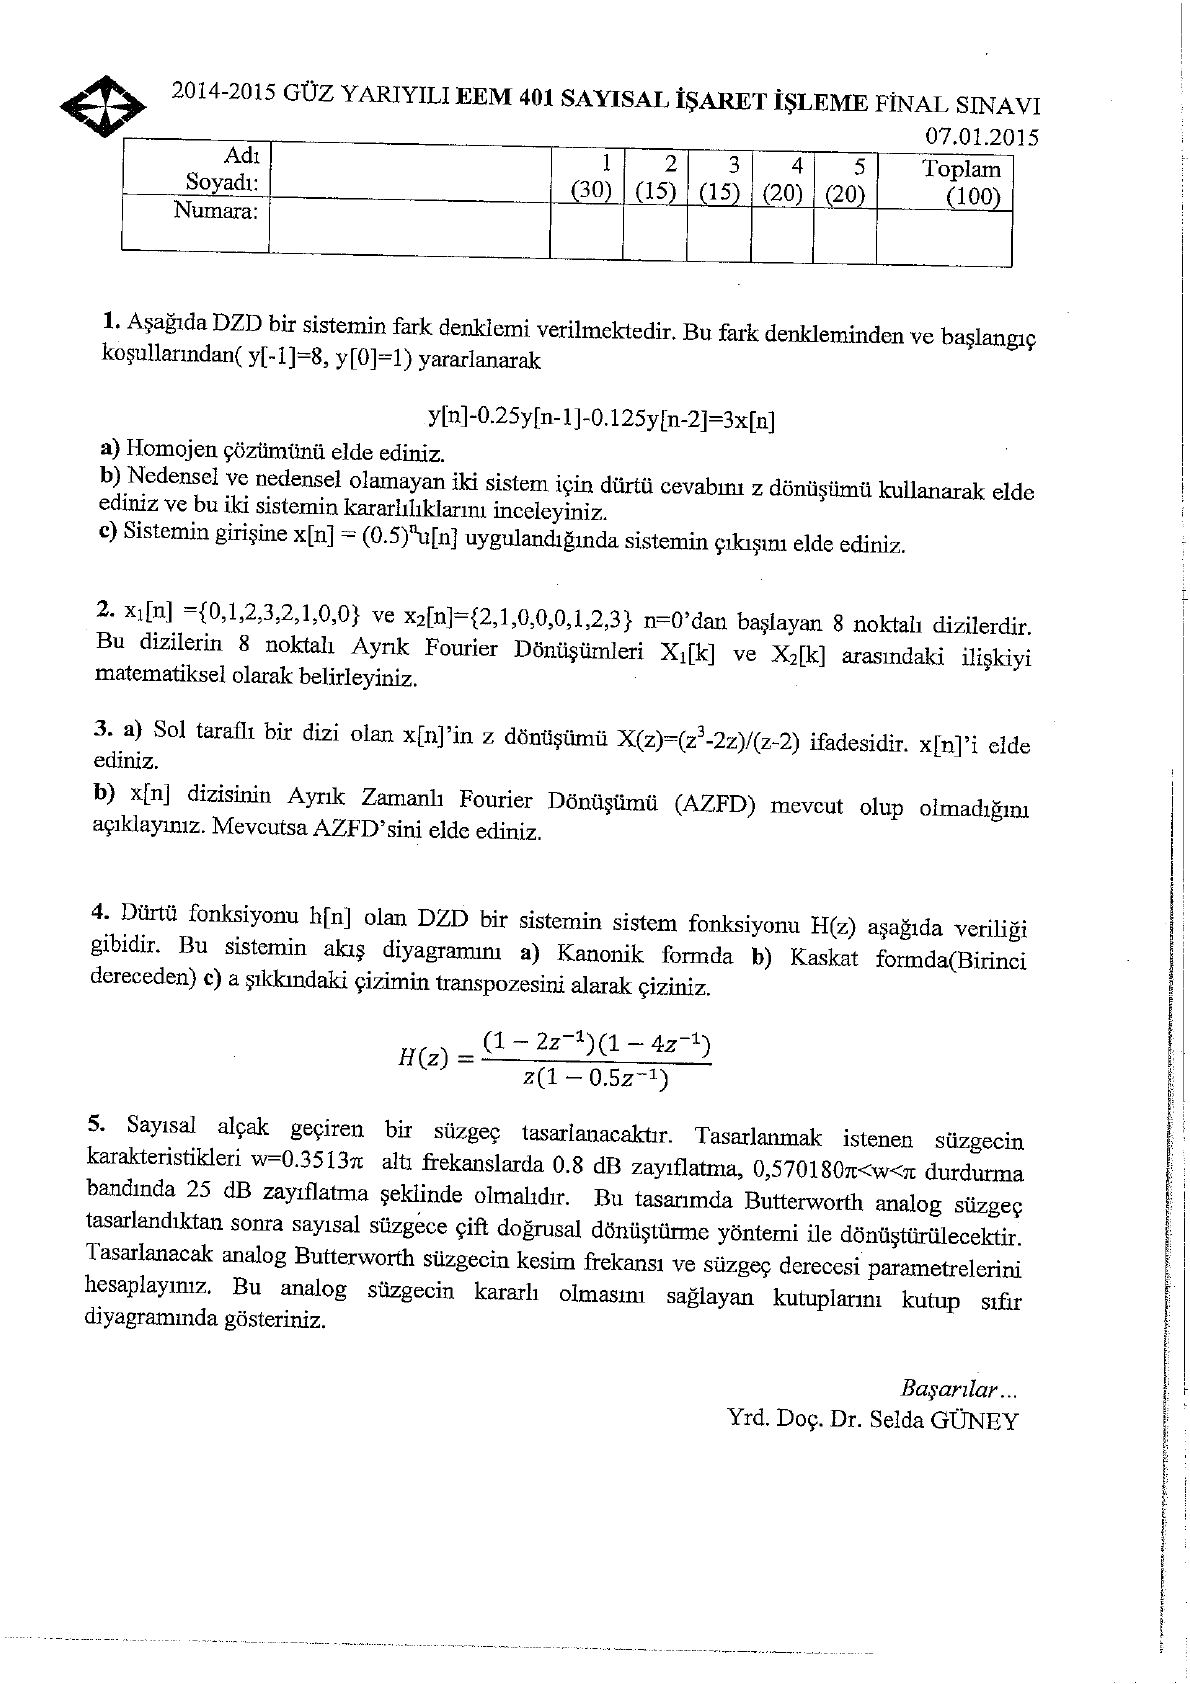 2014-2015 GÜZ YARIYILI EEM 401 SAYISAL İŞARET İŞLEME FİNAL SINAVI
07.01.2015
Adı Soyadı: 1 (30) 2 (15) 3 (15) 4 (20) 5 (20) Toplam (100)
Numara:
1. Aşağıda DZD bir sistemin fark denklemi verilmektedir. Bu fark denkleminden ve başlangıç
koşullarından( y[-1]=8, y[0]=1) yararlanarak
y[n]-0.25y[n-1]-0.125y[n-2]=3x[n]
a) Homojen çözümünü elde ediniz.
b) Nedensel ve nedensel olamayan iki sistem için dürtü cevabını z dönüşümü kullanarak elde
ediniz ve bu iki sistemin kararlılıklarını inceleyiniz.
c) Sistemin girişine x[n] = (0.5)ⁿu[n] uygulandığında sistemin çıkışını elde ediniz.
2. x₁[n] ={0,1,2,3,2,1,0,0} ve x₂[n]={2,1,0,0,0,1,2,3} n=0’dan başlayan 8 noktalı dizilerdir.
Bu dizilerin 8 noktalı Ayrık Fourier Dönüşümleri X₁[k] ve X₂[k] arasındaki ilişkiyi
matematiksel olarak belirleyiniz.
3. a) Sol taraflı bir dizi olan x[n]’in z dönüşümü X(z)=(z³-2z)/(z-2) ifadesidir. x[n]’i elde
ediniz.
b) x[n] dizisinin Ayrık Zamanlı Fourier Dönüşümü (AZFD) mevcut olup olmadığını
açıklayınız. Mevcutsa AZFD’sini elde ediniz.
4. Dürtü fonksiyonu h[n] olan DZD bir sistemin sistem fonksiyonu H(z) aşağıda veriliği
gibidir. Bu sistemin akış diyagramını a) Kanonik formda b) Kaskat formda(Birinci
dereceden) c) a şıkkındaki çizimin transpozesini alarak çiziniz.
H(z) = (1 − 2z⁻¹)(1 − 4z⁻¹) / z(1 − 0.5z⁻¹)
5. Sayısal alçak geçiren bir süzgeç tasarlanacaktır. Tasarlanmak istenen süzgecin
karakteristikleri w=0.3513π altı frekanslarda 0.8 dB zayıflatma, 0,570180π<w<π durdurma
bandında 25 dB zayıflatma şeklinde olmalıdır. Bu tasarımda Butterworth analog süzgeç
tasarlandıktan sonra sayısal süzgece çift doğrusal dönüştürme yöntemi ile dönüştürülecektir.
Tasarlanacak analog Butterworth süzgecin kesim frekansı ve süzgeç derecesi parametrelerini
hesaplayınız. Bu analog süzgecin kararlı olmasını sağlayan kutuplarını kutup sıfır
diyagramında gösteriniz.
Başarılar...
Yrd. Doç. Dr. Selda GÜNEY